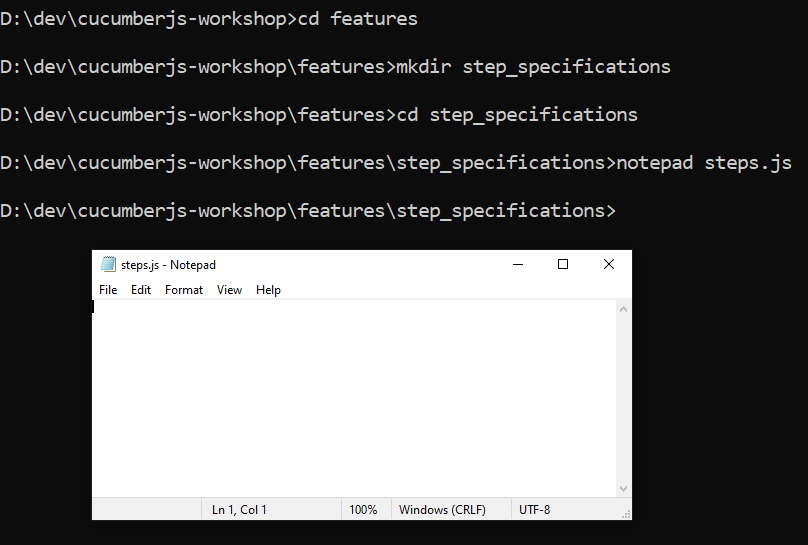 D:\dev\cucumberjs-workshop>cd features
D:\dev\cucumberjs-workshop\features>mkdir step_specifications
D:\dev\cucumberjs-workshop\features>cd step_specifications
D:\dev\cucumberjs-workshop\features\step_specifications>notepad steps.js
D:\dev\cucumberjs-workshop\features\step_specifications>
steps.js - Notepad
File Edit Format View Help
Ln 1, Col 1 100% Windows (CRLF) UTF-8